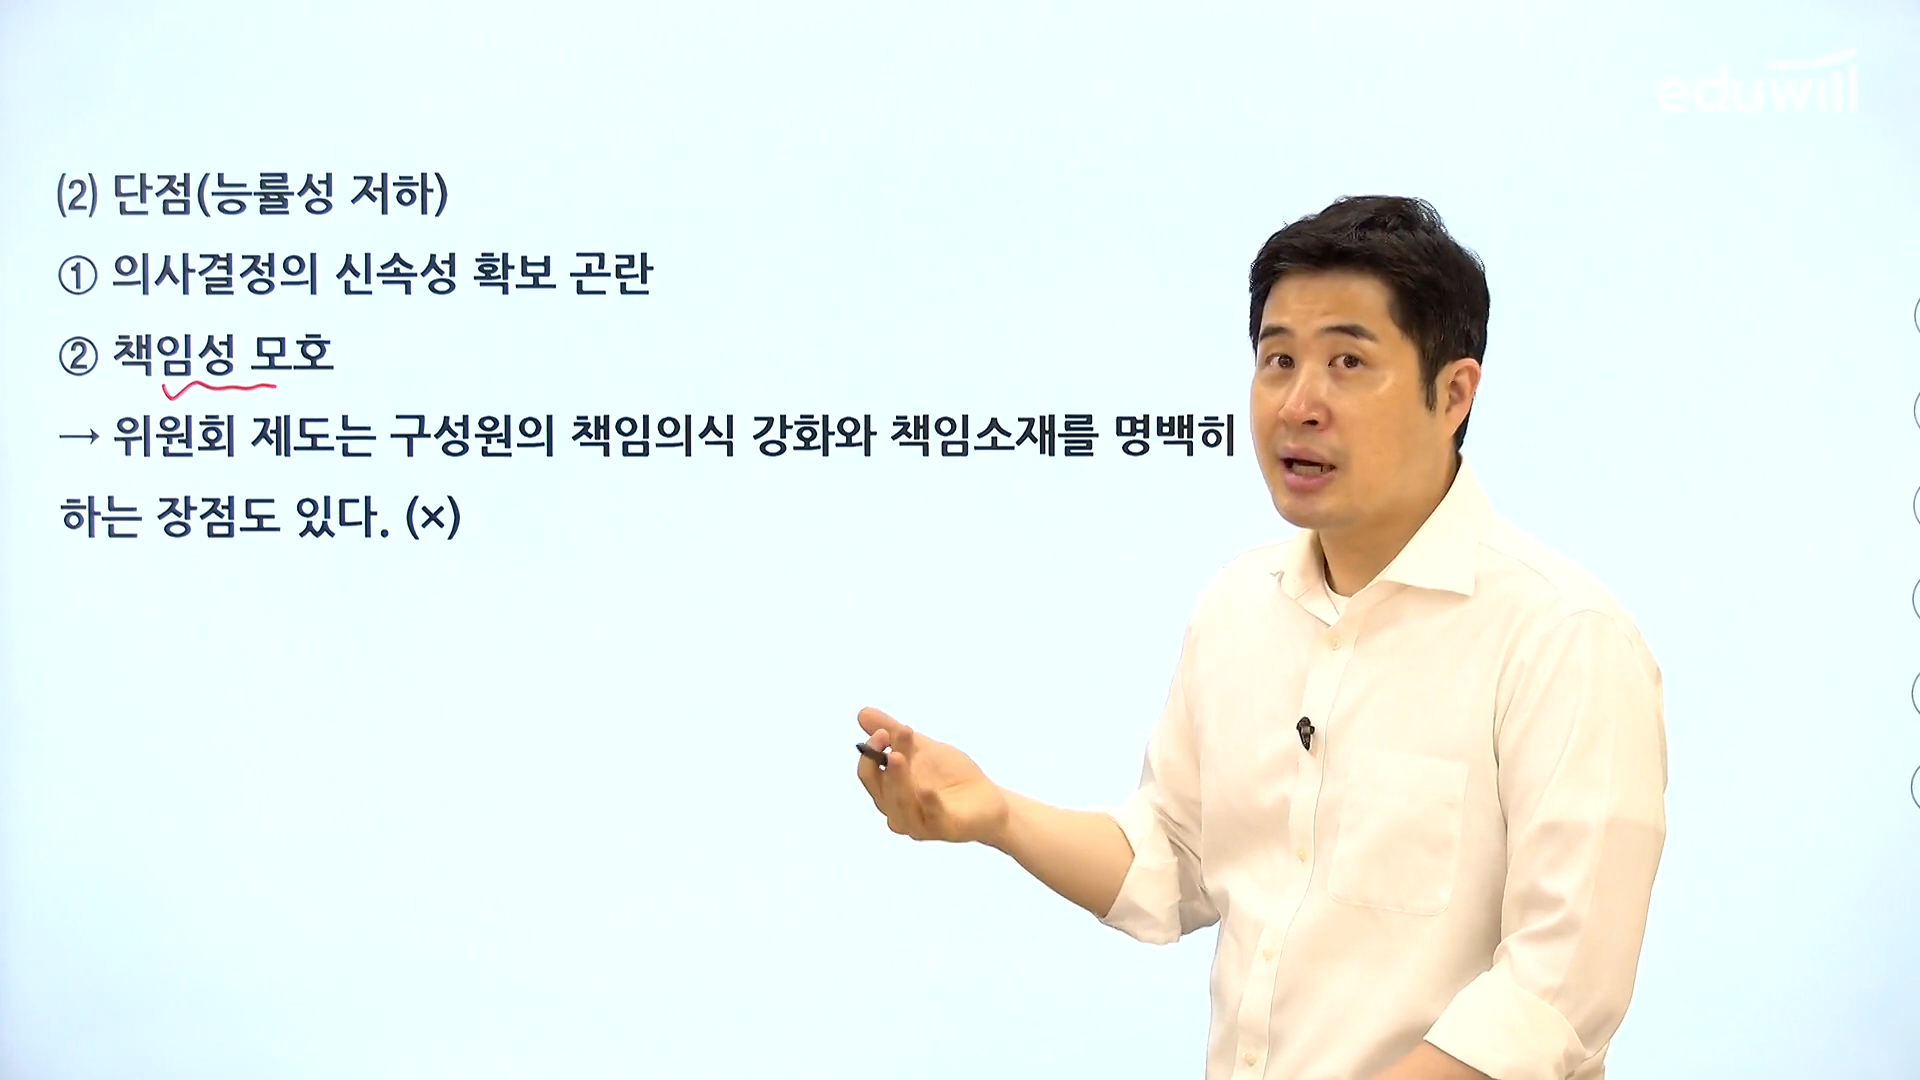 eduwill
(2) 단점(능률성 저하)
① 의사결정의 신속성 확보 곤란
② 책임성 모호
→ 위원회 제도는 구성원의 책임의식 강화와 책임소재를 명백히
하는 장점도 있다. (×)